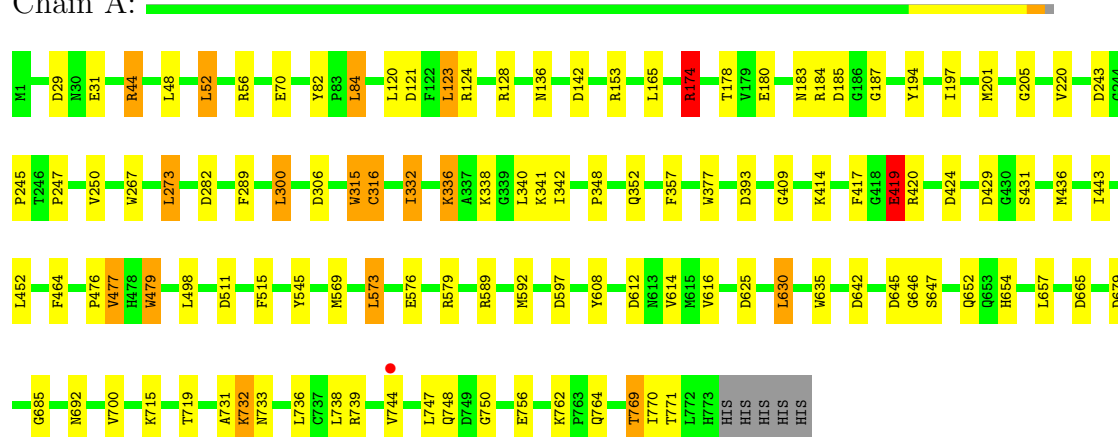 Chain A:
M1 D29 N30 E31 R44 L48 L52 R56 E70 Y82 P83 L84 L120 D121 F122 L123 R124 R128 N136 D142 R153 L165 R174 T178 V179 E180 N183 R184 D185 G186 G187 Y194 I197 M201 G205 V220 D243 G244
P245 T246 P247 V250 W267 L273 D282 F289 L300 D306 W315 C316 I332 K336 A337 K338 G339 L340 K341 I342 P348 Q352 F357 W377 D393 G409 K414 F417 G418 E419 R420 D424 D429 G430 S431 M436 I443
L452 F464 P476 V477 H478 W479 L498 D511 F515 Y545 M569 L573 E576 R579 R589 M592 D597 Y608 D612 N613 V614 M615 V616 D625 L630 W635 D642 D645 G646 S647 Q652 Q653 H654 L657 D665
G685 N692 V700 K715 T719 A731 K732 N733 L736 C737 L738 R739 V744 L747 Q748 D749 G750 E756 K762 P763 Q764 T769 I770 T771 L772 H773 HIS HIS HIS HIS HIS